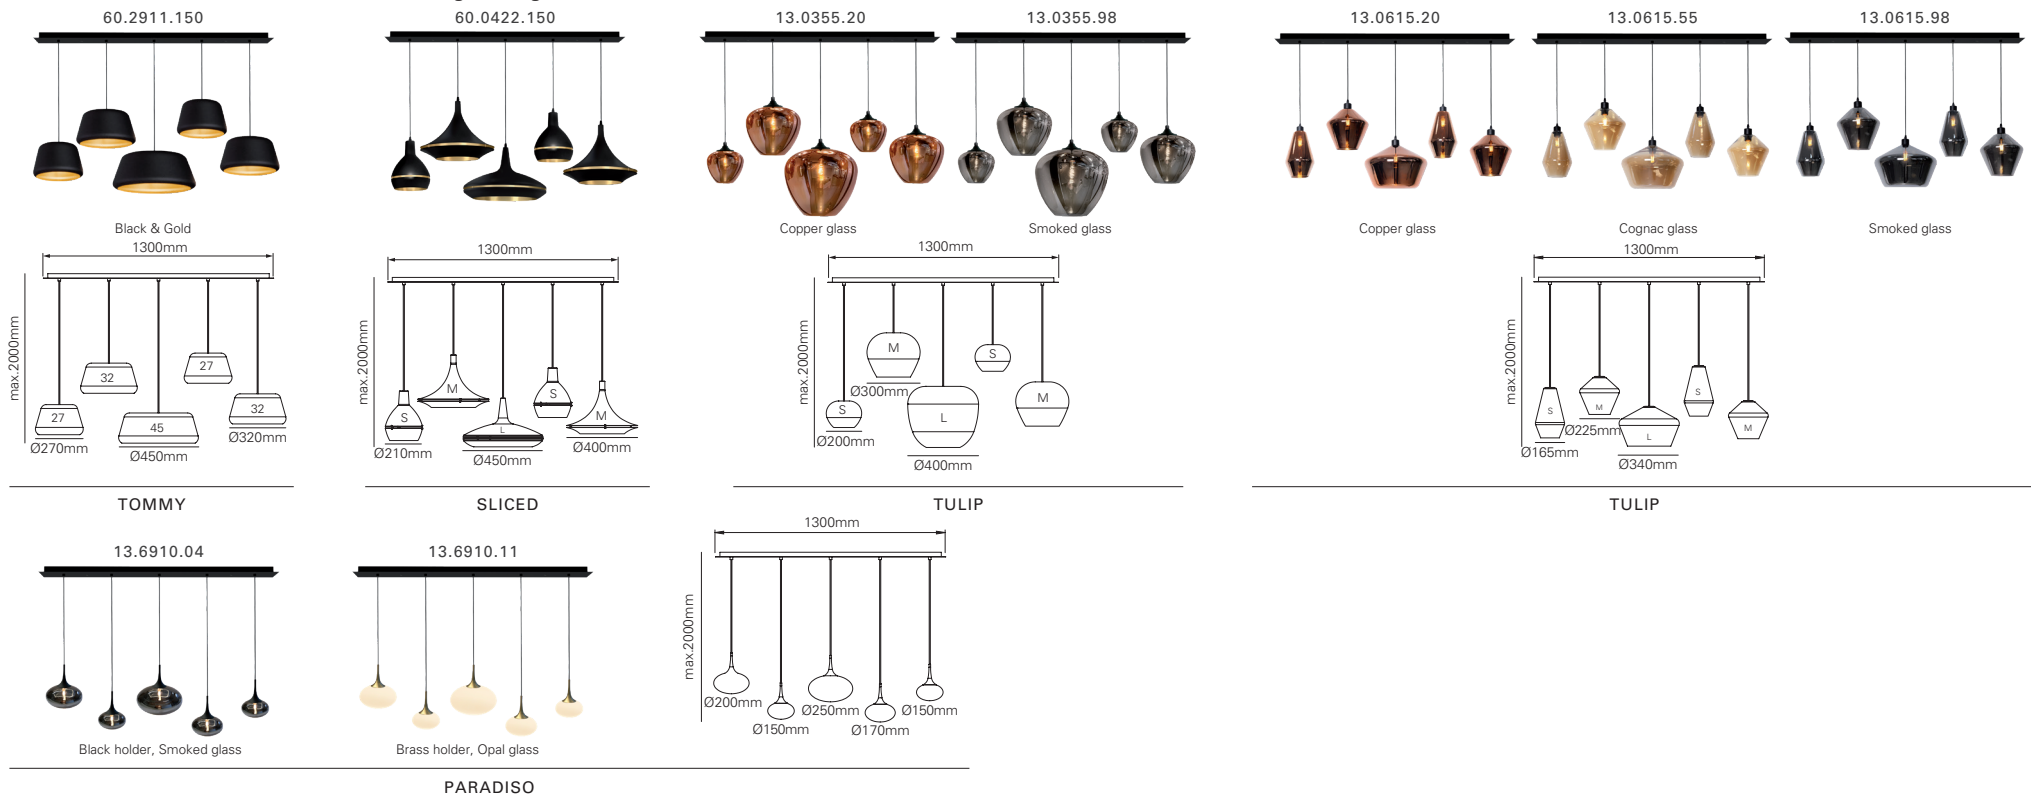 60.2911.150
60.0422.150
13.0355.20
13.0355.98
13.0615.20
13.0615.55
13.0615.98
Black & Gold
Copper glass
Smoked glass
Copper glass
Cognac glass
Smoked glass
1300mm
max.2000mm
27
32
45
27
32
Ø270mm
Ø450mm
Ø320mm
1300mm
max.2000mm
S
M
L
S
M
Ø210mm
Ø450mm
Ø400mm
1300mm
max.2000mm
S
M
L
S
M
Ø300mm
Ø200mm
Ø400mm
1300mm
max.2000mm
S
M
L
S
M
Ø225mm
Ø165mm
Ø340mm
TOMMY
SLICED
TULIP
TULIP
13.6910.04
13.6910.11
1300mm
max.2000mm
Ø200mm
Ø150mm
Ø250mm
Ø170mm
Ø150mm
Black holder, Smoked glass
Brass holder, Opal glass
PARADISO